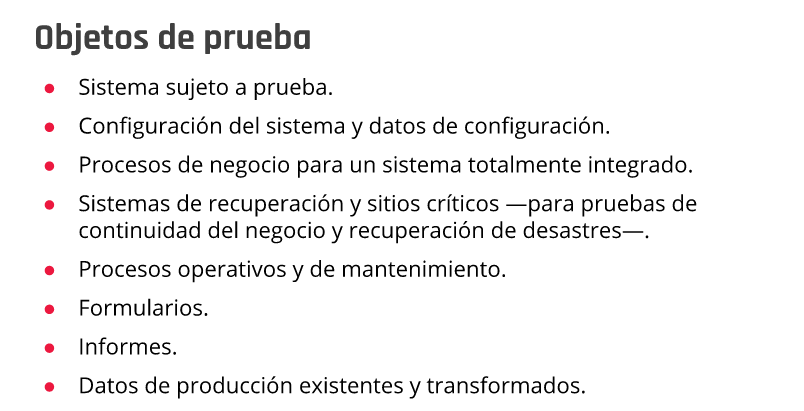 Objetos de prueba
● Sistema sujeto a prueba.
● Configuración del sistema y datos de configuración.
● Procesos de negocio para un sistema totalmente integrado.
● Sistemas de recuperación y sitios críticos —para pruebas de
continuidad del negocio y recuperación de desastres—.
● Procesos operativos y de mantenimiento.
● Formularios.
● Informes.
● Datos de producción existentes y transformados.